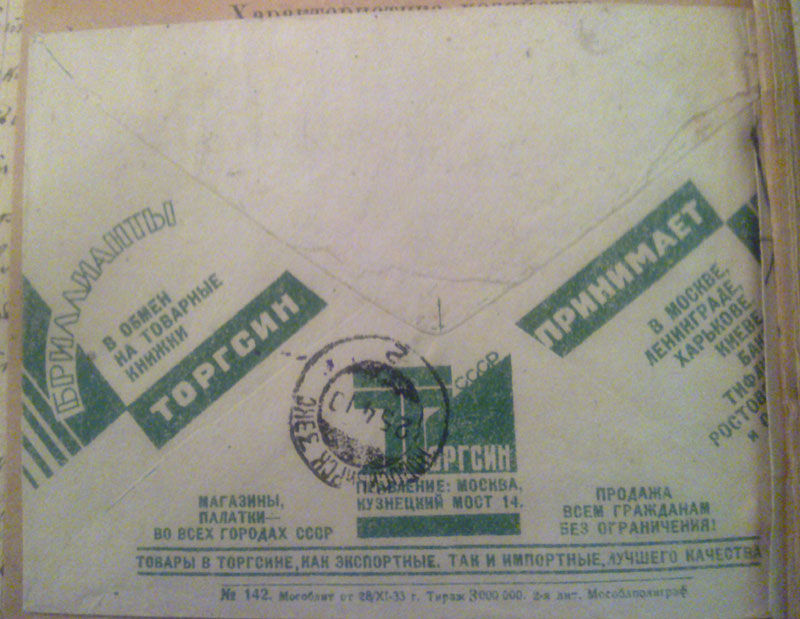 Характеристика хозяйства
БРИЛЛИАНТЫ
В ОБМЕН
НА ТОВАРНЫЕ
КНИЖКИ
ТОРГСИН
ПРИНИМАЕТ
В МОСКВЕ,
ЛЕНИНГРАДЕ,
ХАРЬКОВЕ
КИЕВЕ
РОСТОВ
и
СССР
ТОРГСИН
ПРАВЛЕНИЕ: МОСКВА,
КУЗНЕЦКИЙ МОСТ 14.
МАГАЗИНЫ,
ПАЛАТКИ—
ВО ВСЕХ ГОРОДАХ СССР
ПРОДАЖА
ВСЕМ ГРАЖДАНАМ
БЕЗ ОГРАНИЧЕНИЯ!
ТОВАРЫ В ТОРГСИНЕ, КАК ЭКСПОРТНЫЕ, ТАК И ИМПОРТНЫЕ, ЛУЧШЕГО КАЧЕСТВА
№ 142. Мособлит от 28/XI-33 г. Тираж 3000 000. 2-я лит. Мособлполиграф